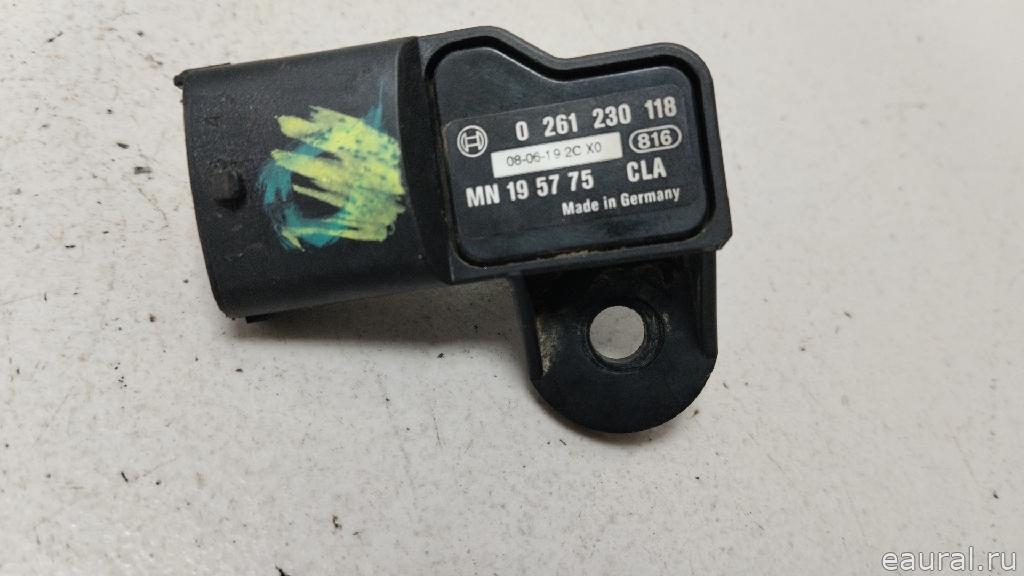 0 261 230 118
08-06-19 2C X0 816
MN 19 57 75 CLA
Made in Germany
eaural.ru